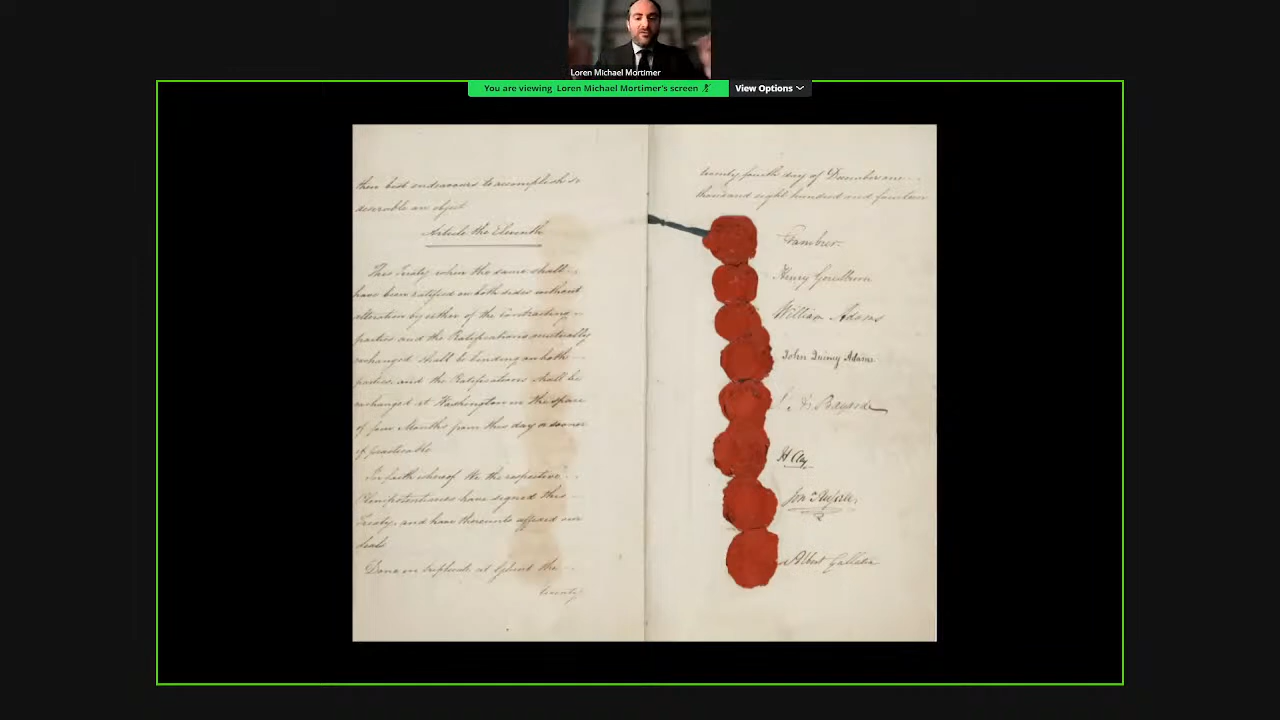 Loren Michael Mortimer
You are viewing Loren Michael Mortimer's screen
View Options
their best endeavours to accomplish so
desirable an object
Article the Eleventh
This Treaty when the same shall
have been ratified on both sides without
alteration by either of the contracting
parties and the Ratifications mutually
exchanged shall be binding on both
parties, and the Ratifications shall be
exchanged at Washington in the space
of four Months from this day or sooner
if practicable
In faith whereof We the respective
Plenipotentiaries have signed this
Treaty, and have thereunto affixed our
seals
Done in triplicate at Ghent the
twenty
twenty fourth day of December one
thousand eight hundred and fourteen
Gambier
Henry Goulburn
William Adams
John Quincy Adams
J. A. Bayard
H Clay
Jon. Russell
Albert Gallatin